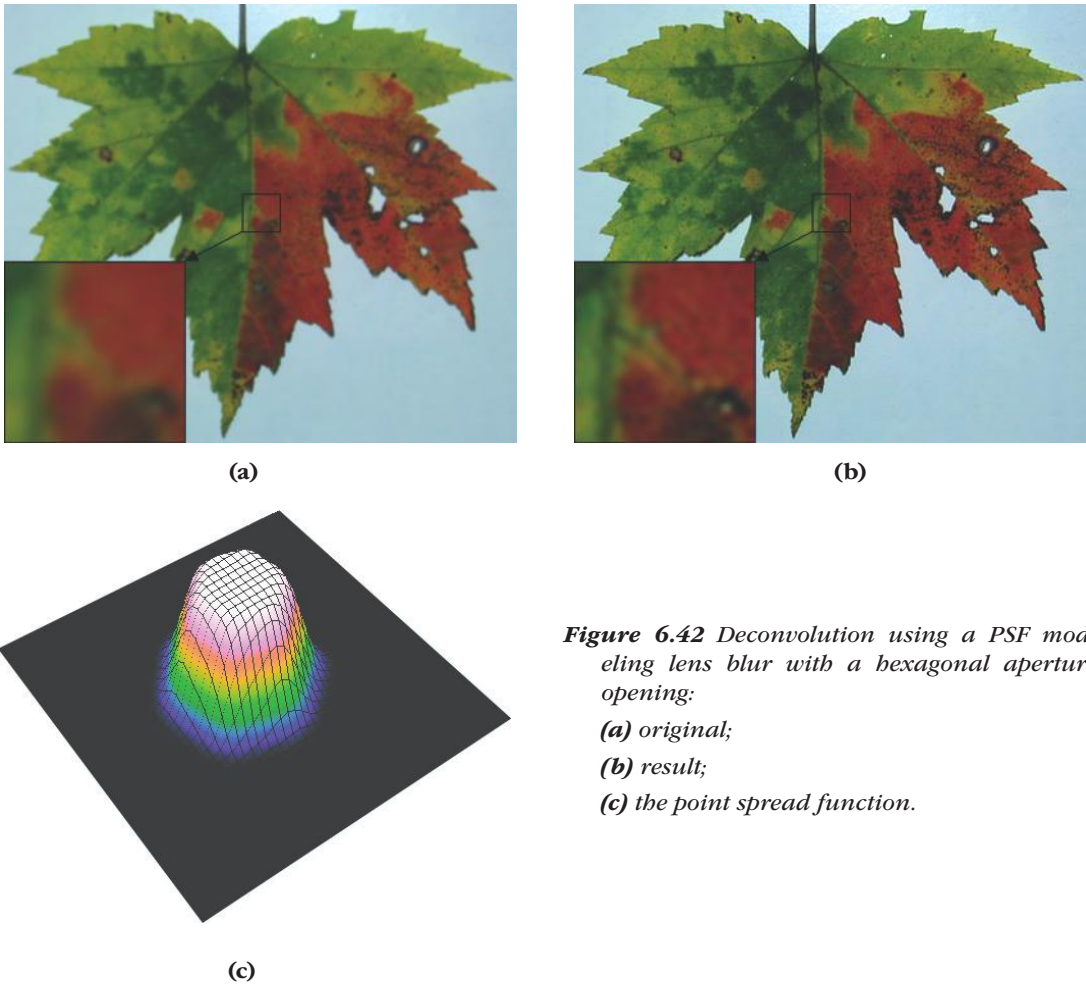 (a)
(b)
Figure 6.42 Deconvolution using a PSF mod
eling lens blur with a hexagonal apertur
opening:
(a) original;
(b) result;
(c) the point spread function.
(c)